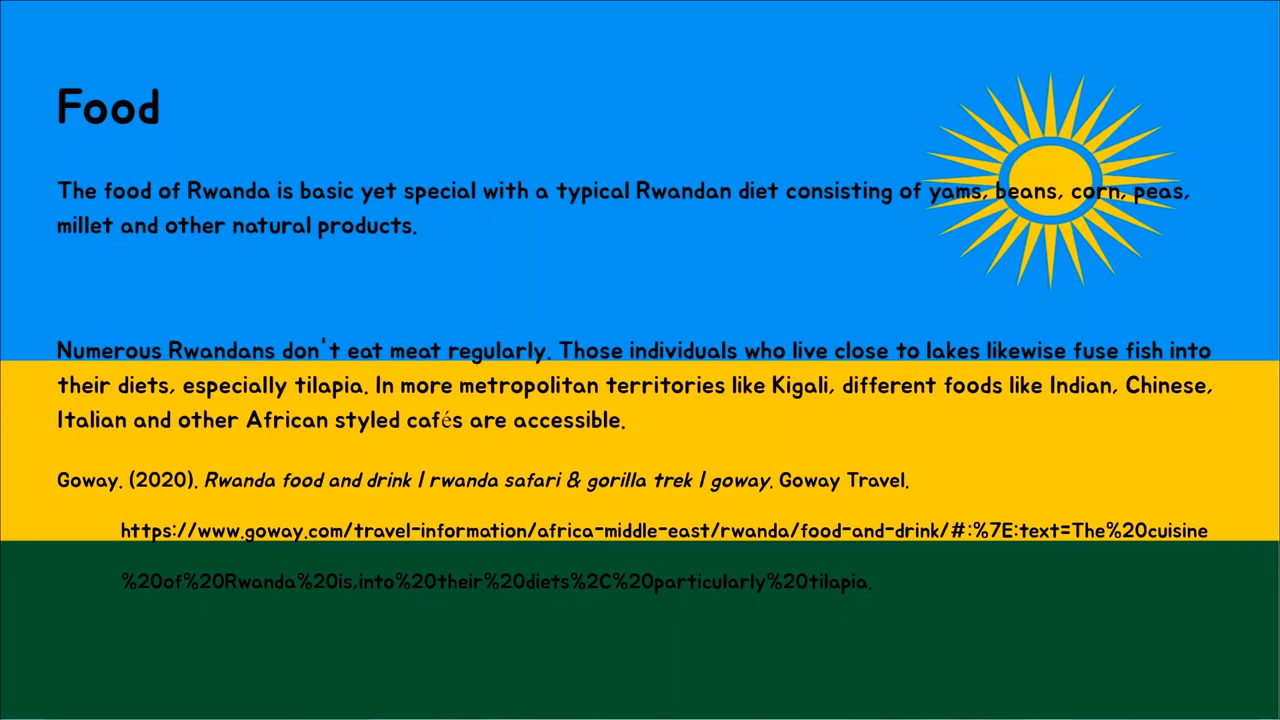 Food
The food of Rwanda is basic yet special with a typical Rwandan diet consisting of yams, beans, corn, peas,
millet and other natural products.
Numerous Rwandans don't eat meat regularly. Those individuals who live close to lakes likewise fuse fish into
their diets, especially tilapia. In more metropolitan territories like Kigali, different foods like Indian, Chinese,
Italian and other African styled cafés are accessible.
Goway. (2020). Rwanda food and drink | rwanda safari & gorilla trek | goway. Goway Travel.
https://www.goway.com/travel-information/africa-middle-east/rwanda/food-and-drink/#:%7E:text=The%20cuisine
%20of%20Rwanda%20is,into%20their%20diets%2C%20particularly%20tilapia.